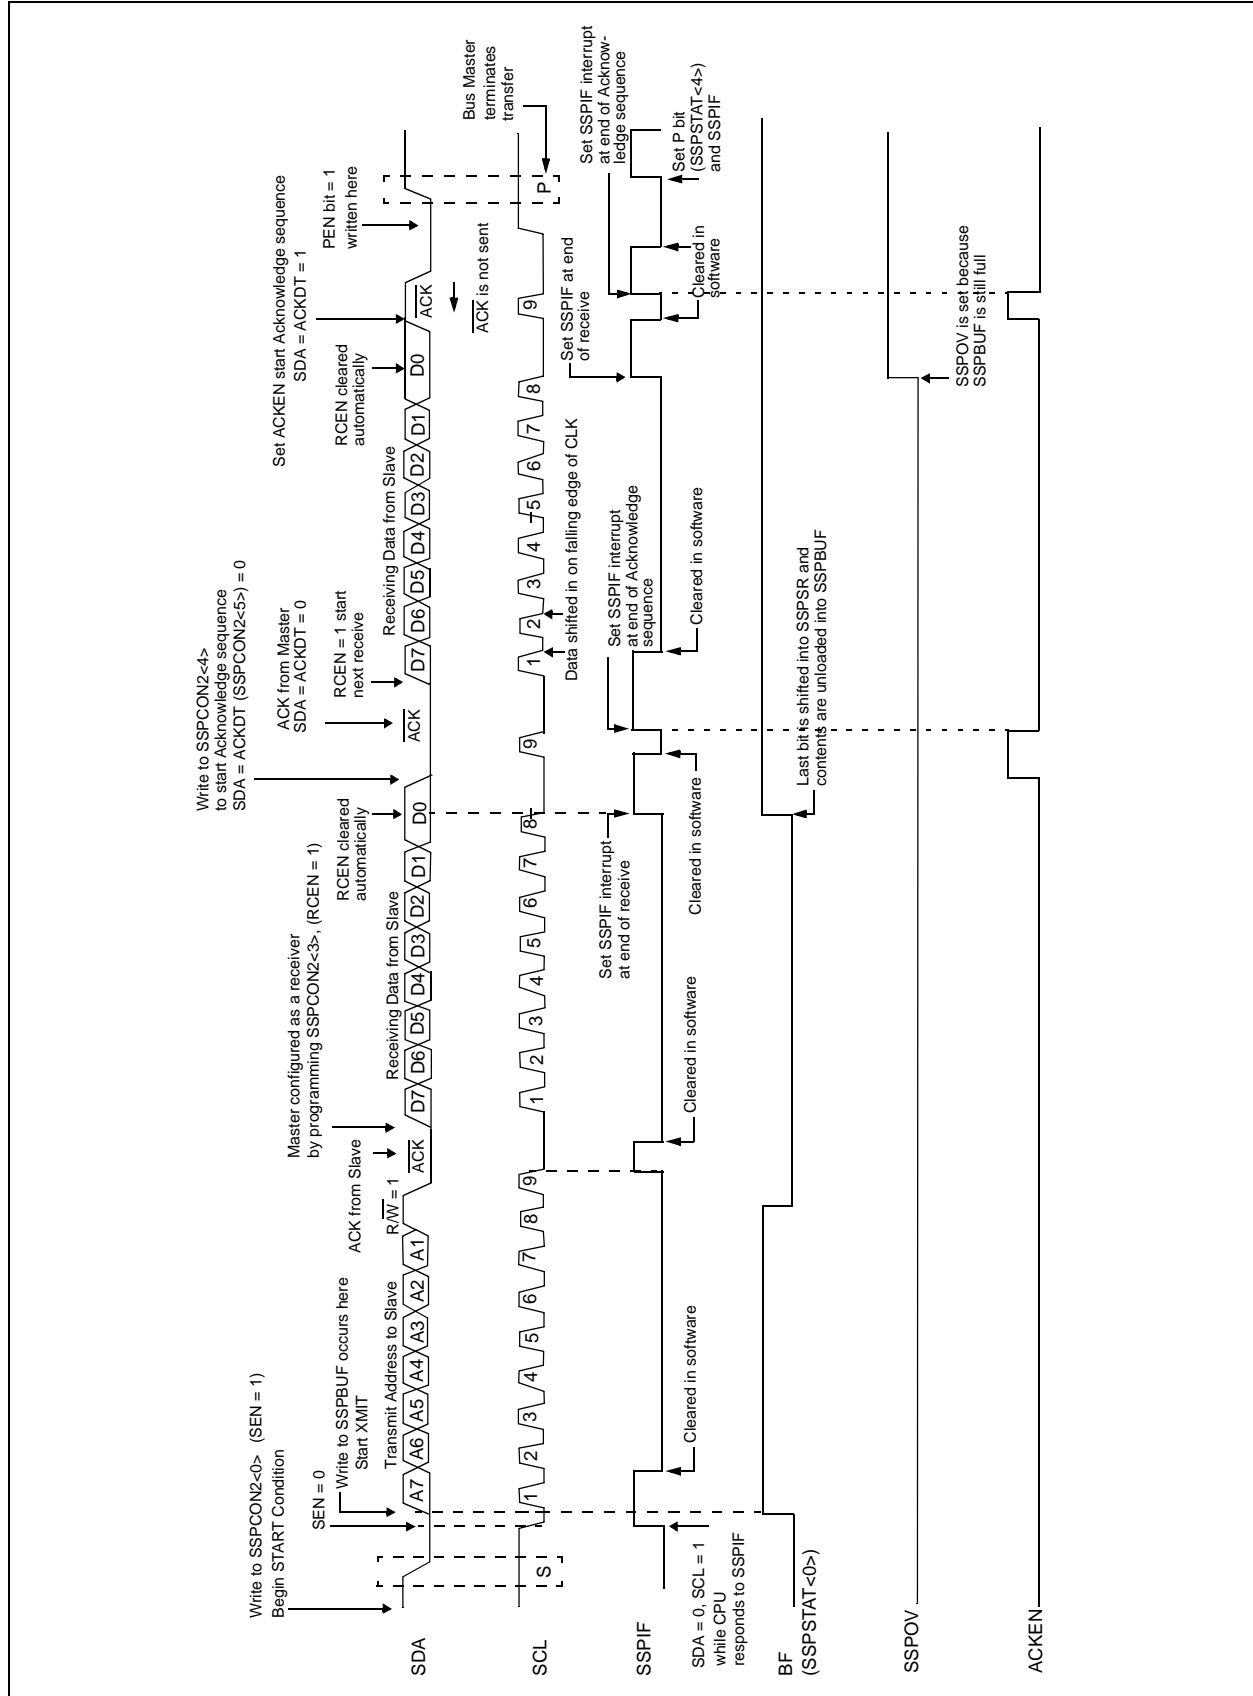 Write to SSPCON2<0> (SEN = 1)
Begin START Condition
SEN = 0
Write to SSPBUF occurs here
Start XMIT
Transmit Address to Slave
ACK from Slave
R/W = 1
Master configured as a receiver
by programming SSPCON2<3>, (RCEN = 1)
Receiving Data from Slave
RCEN cleared
automatically
Write to SSPCON2<4>
to start Acknowledge sequence
SDA = ACKDT (SSPCON2<5>) = 0
ACK from Master
SDA = ACKDT = 0
RCEN = 1 start
next receive
Receiving Data from Slave
RCEN cleared
automatically
Set ACKEN start Acknowledge sequence
SDA = ACKDT = 1
PEN bit = 1
written here
SDA
A7 A6 A5 A4 A3 A2 A1
ACK
D7 D6 D5 D4 D3 D2 D1 D0
ACK
D7 D6 D5 D4 D3 D2 D1 D0
ACK
ACK is not sent
Bus Master
terminates
transfer
SCL
S
1 2 3 4 5 6 7 8 9
1 2 3 4 5 6 7 8 9
1 2 3 4 5 6 7 8 9
P
Data shifted in on falling edge of CLK
Set SSPIF interrupt
at end of receive
Set SSPIF interrupt
at end of Acknowledge
sequence
Set SSPIF at end
of receive
Set SSPIF interrupt
at end of Acknow-
ledge sequence
SSPIF
SDA = 0, SCL = 1
while CPU
responds to SSPIF
Cleared in software
Cleared in software
Cleared in software
Cleared in software
Cleared in
software
Set P bit
(SSPSTAT<4>)
and SSPIF
BF
(SSPSTAT<0>)
Last bit is shifted into SSPSR and
contents are unloaded into SSPBUF
SSPOV
SSPOV is set because
SSPBUF is still full
ACKEN